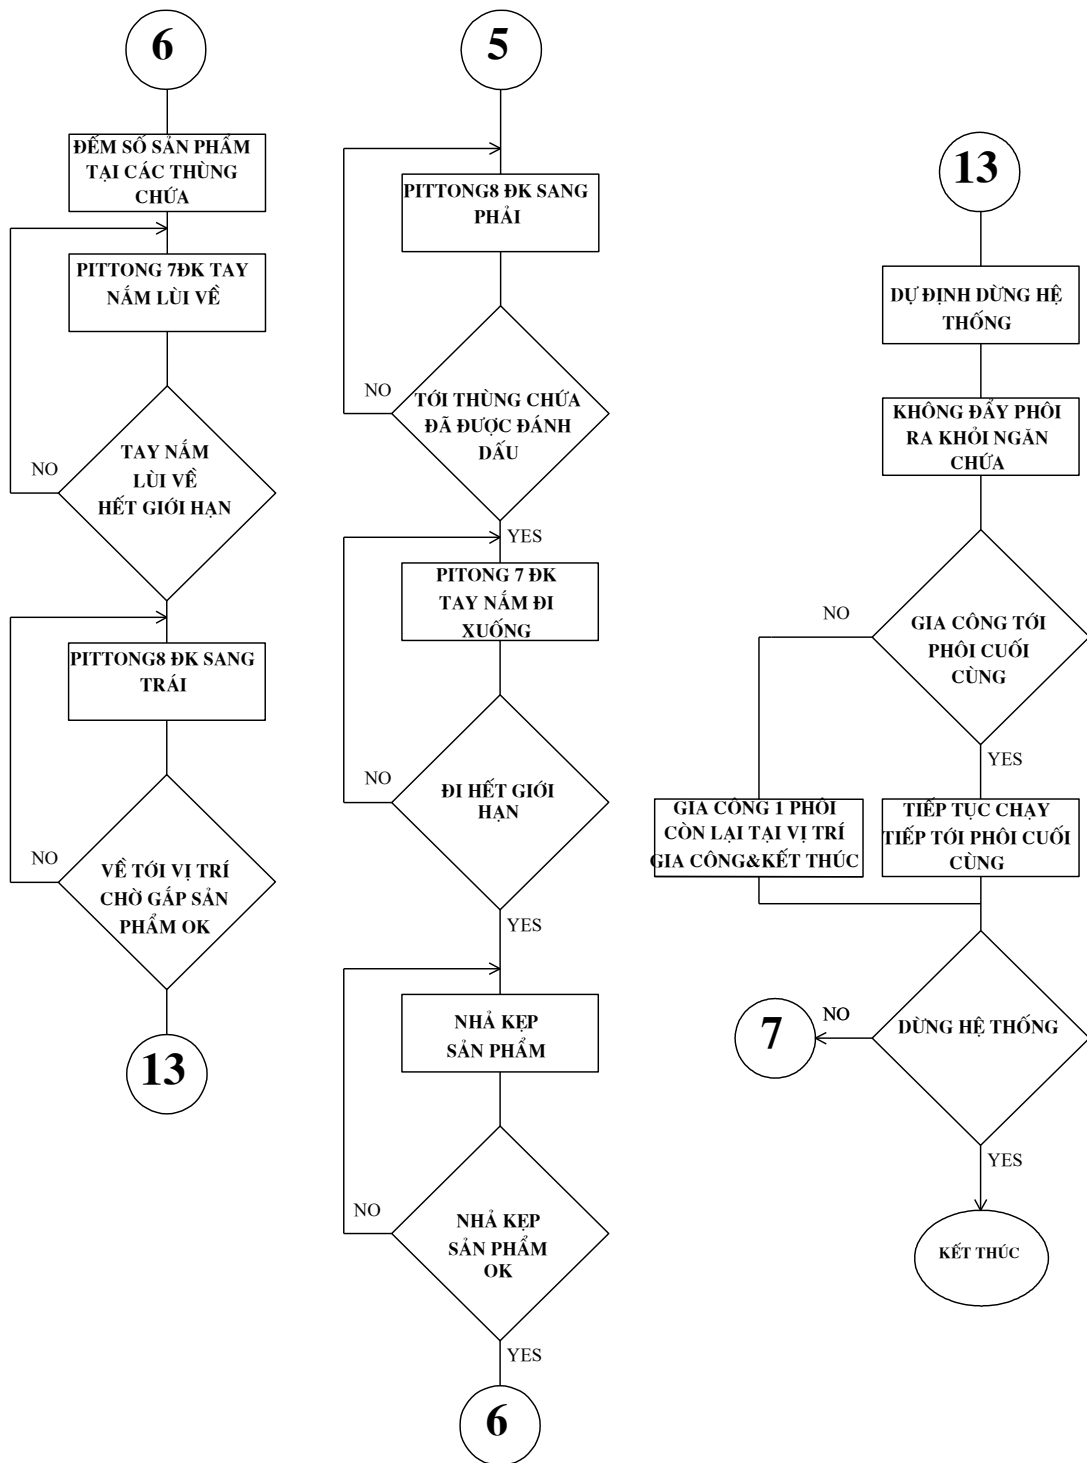 6
ĐẾM SỐ SẢN PHẨM
TẠI CÁC THÙNG
CHỨA
PITTONG 7ĐK TAY
NẮM LÙI VỀ
NO
TAY NẮM
LÙI VỀ
HẾT GIỚI HẠN
PITTONG8 ĐK SANG
TRÁI
NO
VỀ TỚI VỊ TRÍ
CHỜ GẮP SẢN
PHẨM OK
13
5
PITTONG8 ĐK SANG
PHẢI
NO
TỚI THÙNG CHỨA
ĐÃ ĐƯỢC ĐÁNH
DẤU
YES
PITONG 7 ĐK
TAY NẮM ĐI
XUỐNG
NO
ĐI HẾT GIỚI
HẠN
YES
NHẢ KẸP
SẢN PHẨM
NO
NHẢ KẸP
SẢN PHẨM
OK
YES
6
13
DỰ ĐỊNH DỪNG HỆ
THỐNG
KHÔNG ĐẨY PHÔI
RA KHỎI NGĂN
CHỨA
NO
GIA CÔNG TỚI
PHÔI CUỐI
CÙNG
YES
GIA CÔNG 1 PHÔI
CÒN LẠI TẠI VỊ TRÍ
GIA CÔNG&KẾT THÚC
TIẾP TỤC CHẠY
TIẾP TỚI PHÔI CUỐI
CÙNG
7
NO
DỪNG HỆ THỐNG
YES
KẾT THÚC